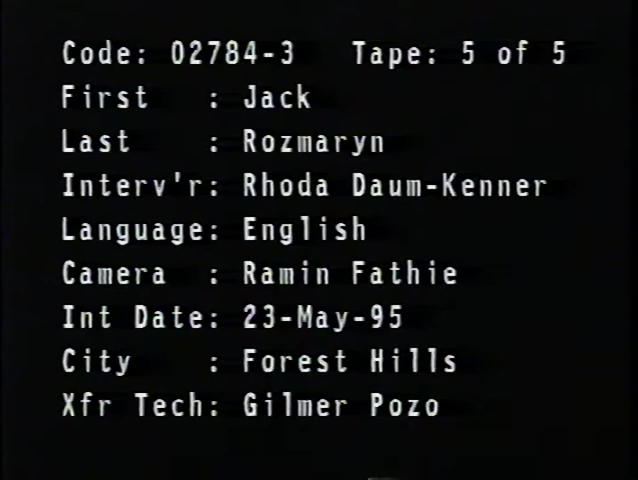 Code: 02784-3   Tape: 5 of 5
First   : Jack
Last    : Rozmaryn
Interv'r: Rhoda Daum-Kenner
Language: English
Camera  : Ramin Fathie
Int Date: 23-May-95
City    : Forest Hills
Xfr Tech: Gilmer Pozo